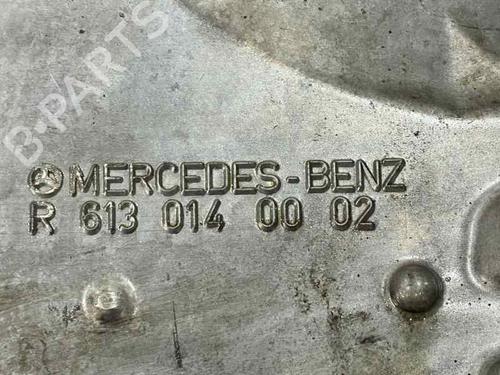 B-PARTS
MERCEDES-BENZ
R 613 014 00 02